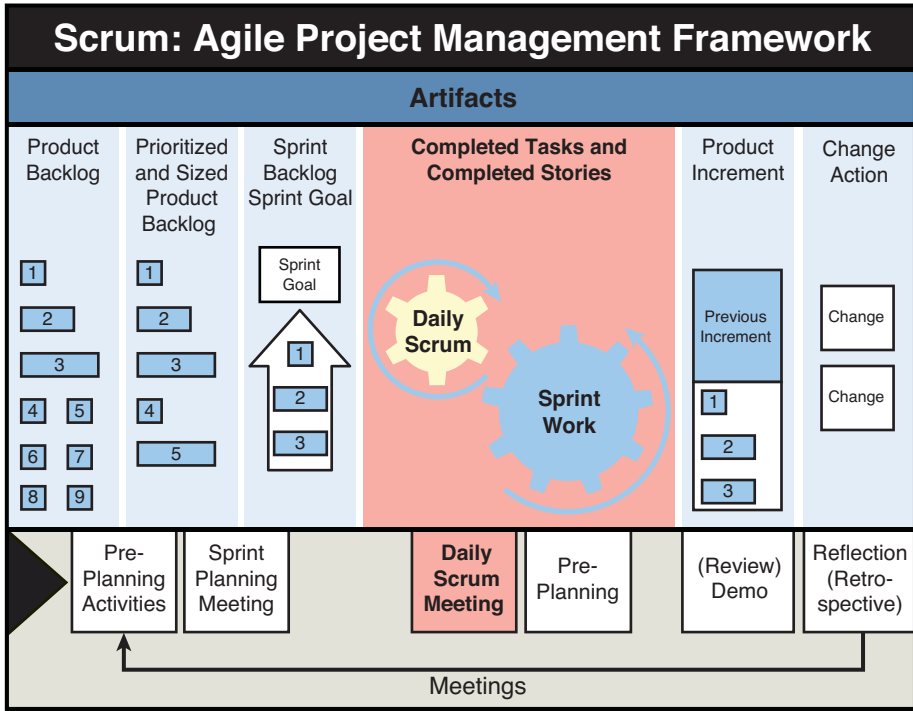 Scrum: Agile Project Management Framework
Artifacts
Product
Backlog
1
2
3
4 5
6 7
8 9
Prioritized
and Sized
Product
Backlog
1
2
3
4
5
Sprint
Backlog
Sprint Goal
Sprint
Goal
1
2
3
Completed Tasks and
Completed Stories
Daily
Scrum
Sprint
Work
Product
Increment
Previous
Increment
1
2
3
Change
Action
Change
Change
Pre-
Planning
Activities
Sprint
Planning
Meeting
Daily
Scrum
Meeting
Pre-
Planning
(Review)
Demo
Reflection
(Retro-
spective)
Meetings